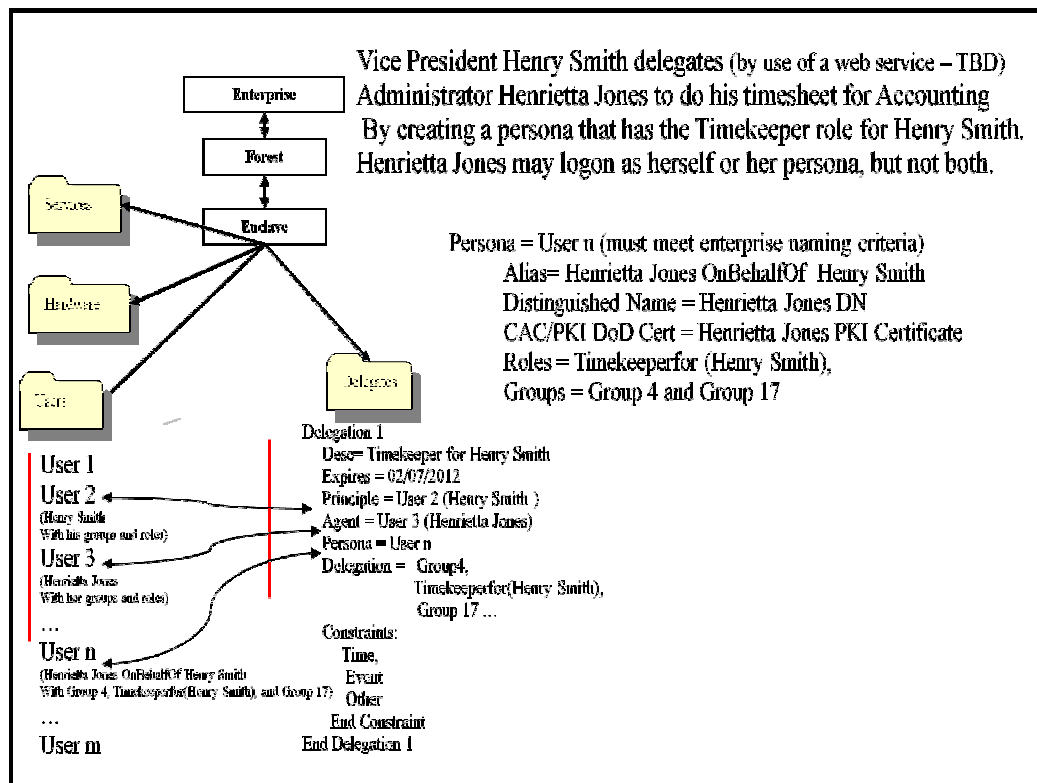 Vice President Henry Smith delegates (by use of a web service – TBD)
Administrator Henrietta Jones to do his timesheet for Accounting
By creating a persona that has the Timekeeper role for Henry Smith.
Henrietta Jones may logon as herself or her persona, but not both.
Enterprise
Forest
Enclave
Services
Hardware
Users
Delegates
Persona = User n (must meet enterprise naming criteria)
Alias= Henrietta Jones OnBehalfOf Henry Smith
Distinguished Name = Henrietta Jones DN
CAC/PKI DoD Cert = Henrietta Jones PKI Certificate
Roles = Timekeeperfor (Henry Smith),
Groups = Group 4 and Group 17
User 1
User 2
(Henry Smith
With his groups and roles)
User 3
(Henrietta Jones
With her groups and roles)
...
User n
(Henrietta Jones OnBehalfOf Henry Smith
With Group 4, Timekeeperfor(Henry Smith), and Group 17)
...
User m
Delegation 1
Desc= Timekeeper for Henry Smith
Expires = 02/07/2012
Principle = User 2 (Henry Smith )
Agent = User 3 (Henrietta Jones)
Persona = User n
Delegation = Group4,
Timekeeperfor(Henry Smith),
Group 17 ...
Constraints:
Time,
Event
Other
End Constraint
End Delegation 1